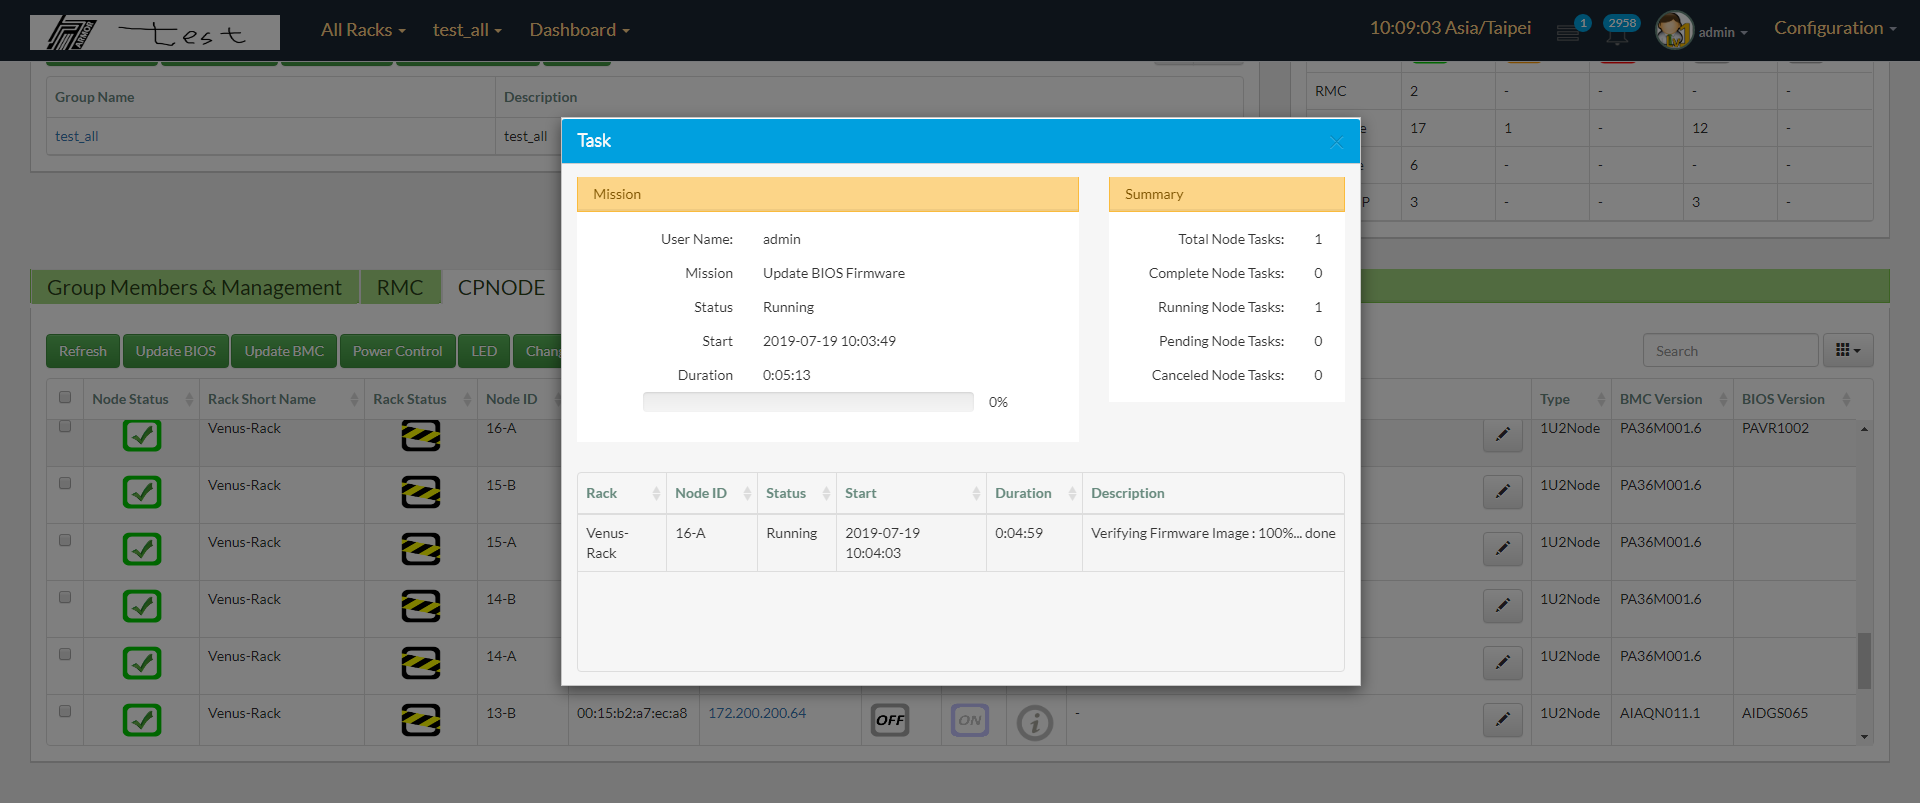 ARMOR test All Racks test_all Dashboard 10:09:03 Asia/Taipei 1 2958 admin Configuration
Group Name Description
test_all test_all
RMC 2 - - - -
e 17 1 - 12 -
e 6 - - - -
P 3 - - 3 -
Task
Mission
User Name: admin
Mission Update BIOS Firmware
Status Running
Start 2019-07-19 10:03:49
Duration 0:05:13
0%
Summary
Total Node Tasks: 1
Complete Node Tasks: 0
Running Node Tasks: 1
Pending Node Tasks: 0
Canceled Node Tasks: 0
Rack Node ID Status Start Duration Description
Venus-Rack 16-A Running 2019-07-19 10:04:03 0:04:59 Verifying Firmware Image : 100%... done
Group Members & Management RMC CPNODE
Refresh Update BIOS Update BMC Power Control LED Chang Search
Node Status Rack Short Name Rack Status Node ID Type BMC Version BIOS Version
Venus-Rack 16-A 1U2Node PA36M001.6 PAVR1002
Venus-Rack 15-B 1U2Node PA36M001.6
Venus-Rack 15-A 1U2Node PA36M001.6
Venus-Rack 14-B 1U2Node PA36M001.6
Venus-Rack 14-A 1U2Node PA36M001.6
Venus-Rack 13-B 00:15:b2:a7:ec:a8 172.200.200.64 OFF ON i - 1U2Node AIAQN011.1 AIDGS065